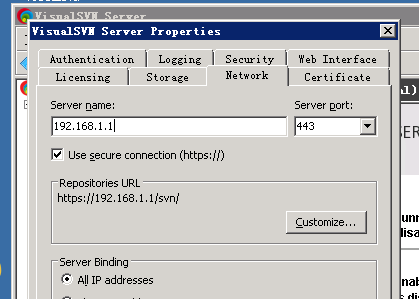 VisualSVN Server
VisualSVN Server Properties
Authentication Logging Security Web Interface
Licensing Storage Network Certificate
Server name: Server port:
192.168.1.1 443
Use secure connection (https://)
Repositories URL
https://192.168.1.1/svn/
Customize...
Server Binding
All IP addresses